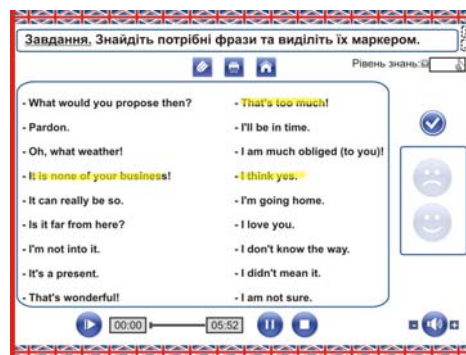 Завдання. Знайдіть потрібні фрази та виділіть їх маркером.
Рівень знань:
- What would you propose then?
- Pardon.
- Oh, what weather!
- It is none of your business!
- It can really be so.
- Is it far from here?
- I'm not into it.
- It's a present.
- That's wonderful!
- That's too much!
- I'll be in time.
- I am much obliged (to you)!
- I think yes.
- I'm going home.
- I love you.
- I don't know the way.
- I didn't mean it.
- I am not sure.
00:00
05:52